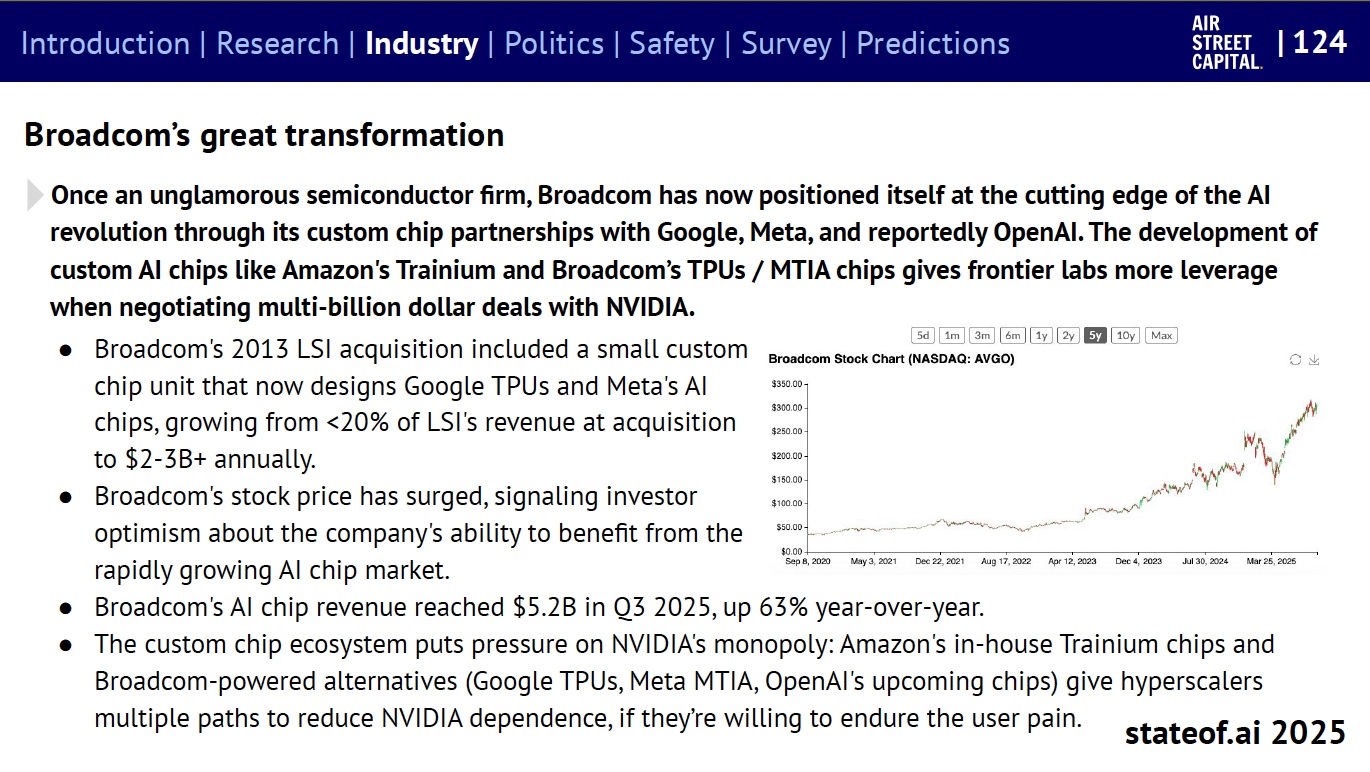 Introduction | Research | Industry | Politics | Safety | Survey | Predictions
AIR
STREET
CAPITAL.
| 124
Broadcom’s great transformation
Once an unglamorous semiconductor firm, Broadcom has now positioned itself at the cutting edge of the AI
revolution through its custom chip partnerships with Google, Meta, and reportedly OpenAI. The development of
custom AI chips like Amazon's Trainium and Broadcom’s TPUs / MTIA chips gives frontier labs more leverage
when negotiating multi-billion dollar deals with NVIDIA.
● Broadcom's 2013 LSI acquisition included a small custom
chip unit that now designs Google TPUs and Meta's AI
chips, growing from <20% of LSI's revenue at acquisition
to $2-3B+ annually.
● Broadcom's stock price has surged, signaling investor
optimism about the company's ability to benefit from the
rapidly growing AI chip market.
5d 1m 3m 6m 1y 2y 5y 10y Max
Broadcom Stock Chart (NASDAQ: AVGO)
$350.00
$300.00
$250.00
$200.00
$150.00
$100.00
$50.00
$0.00
Sep 8, 2020 May 3, 2021 Dec 22, 2021 Aug 17, 2022 Apr 12, 2023 Dec 4, 2023 Jul 30, 2024 Mar 25, 2025
● Broadcom's AI chip revenue reached $5.2B in Q3 2025, up 63% year-over-year.
● The custom chip ecosystem puts pressure on NVIDIA's monopoly: Amazon's in-house Trainium chips and
Broadcom-powered alternatives (Google TPUs, Meta MTIA, OpenAI's upcoming chips) give hyperscalers
multiple paths to reduce NVIDIA dependence, if they’re willing to endure the user pain.
stateof.ai 2025